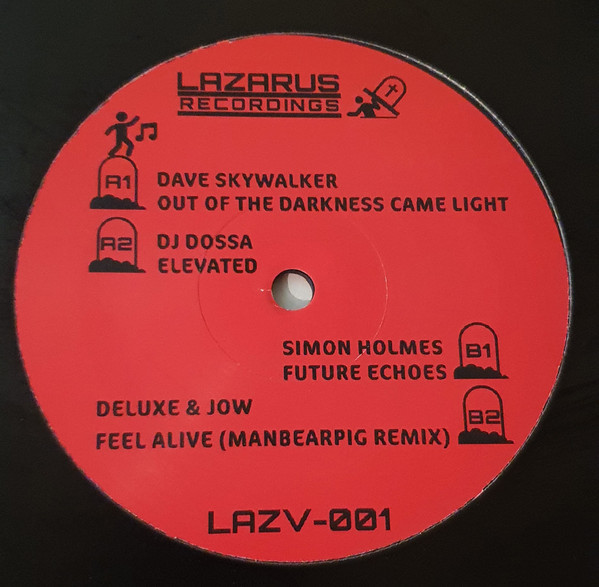 LAZARUS
RECORDINGS
A1
DAVE SKYWALKER
OUT OF THE DARKNESS CAME LIGHT
A2
DJ DOSSA
ELEVATED
SIMON HOLMES
FUTURE ECHOES
B1
DELUXE & JOW
FEEL ALIVE (MANBEARPIG REMIX)
B2
LAZV-001